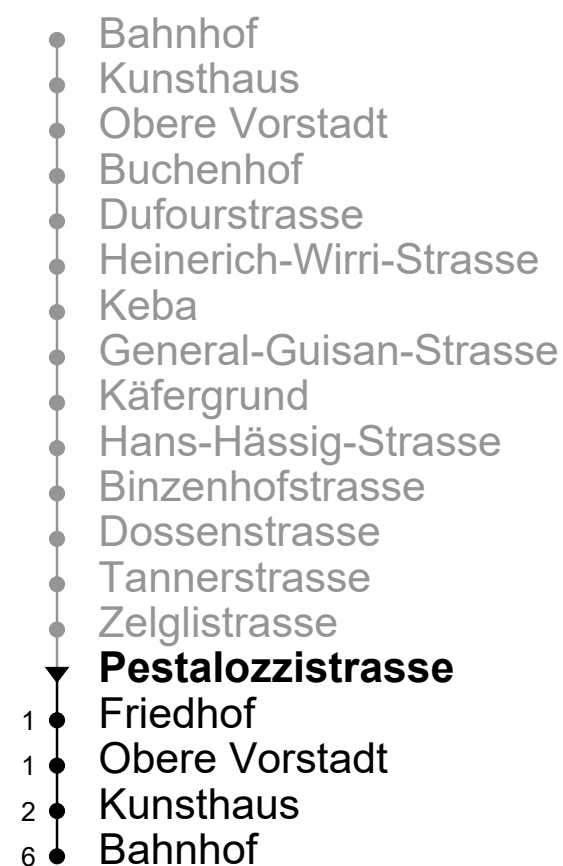 Bahnhof
Kunsthaus
Obere Vorstadt
Buchenhof
Dufourstrasse
Heinerich-Wirri-Strasse
Keba
General-Guisan-Strasse
Käfergrund
Hans-Hässig-Strasse
Binzenhofstrasse
Dossenstrasse
Tannerstrasse
Zelglistrasse
Pestalozzistrasse
1 Friedhof
1 Obere Vorstadt
2 Kunsthaus
6 Bahnhof